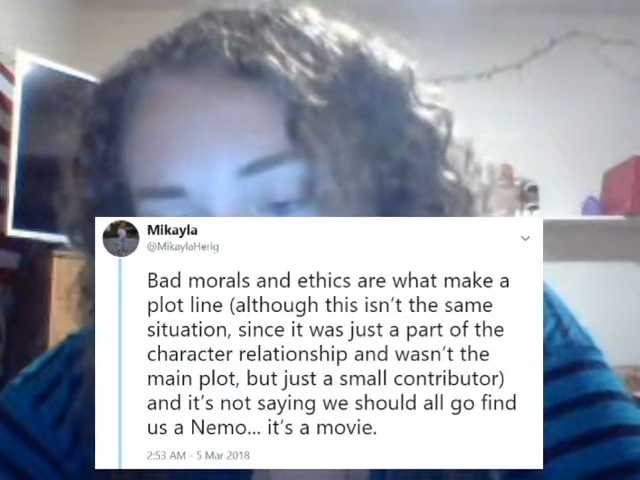 Mikayla
@MikaylaHerig
Bad morals and ethics are what make a
plot line (although this isn't the same
situation, since it was just a part of the
character relationship and wasn't the
main plot, but just a small contributor)
and it's not saying we should all go find
us a Nemo... it's a movie.
2:53 AM - 5 Mar 2018